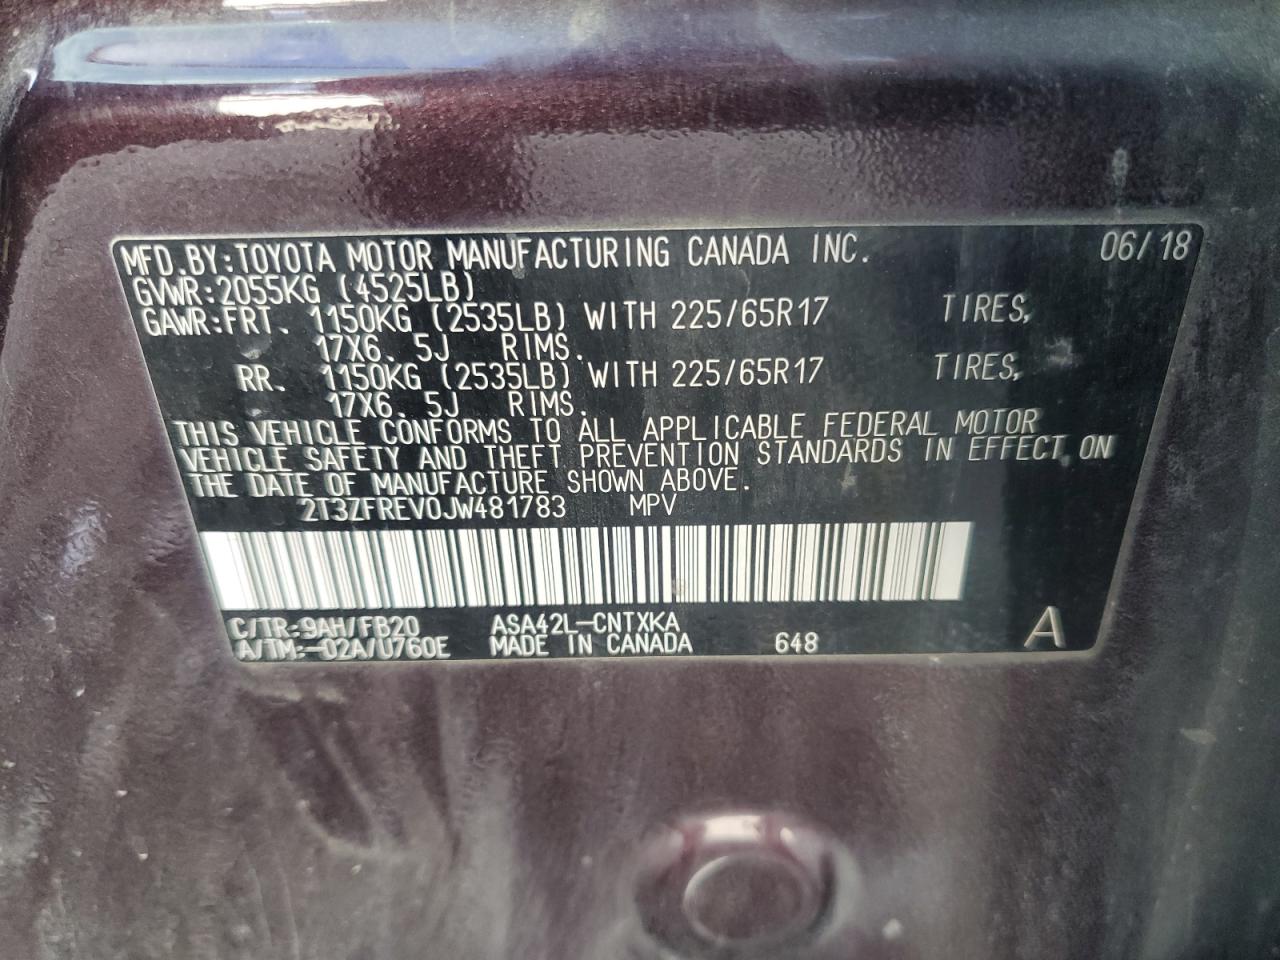 MFD.BY:TOYOTA MOTOR MANUFACTURING CANADA INC. 06/18
GVWR:2055KG (4525LB)
GAWR:FRT. 1150KG (2535LB) WITH 225/65R17 TIRES,
17X6. 5J RIMS.
RR. 1150KG (2535LB) WITH 225/65R17 TIRES,
17X6. 5J RIMS.
THIS VEHICLE CONFORMS TO ALL APPLICABLE FEDERAL MOTOR
VEHICLE SAFETY AND THEFT PREVENTION STANDARDS IN EFFECT ON
THE DATE OF MANUFACTURE SHOWN ABOVE.
2T3ZFREV0JW481783 MPV
C/TR:9AH/FB20 ASA42L-CNTXKA
A/TM:-02A/U760E MADE IN CANADA 648 A